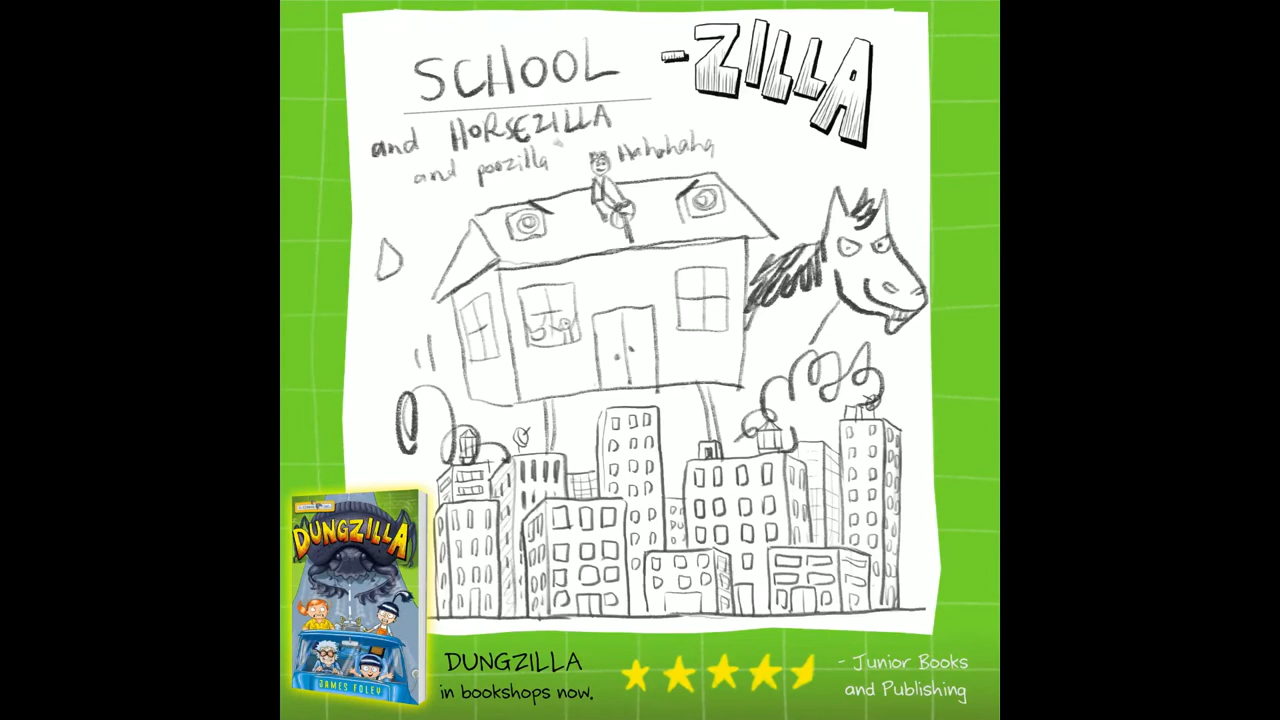 SCHOOL
-ZILLA
and HORSEZILLA
and poozilla
Hahahaha
DUNGZILLA
JAMES FOLEY
DUNGZILLA
in bookshops now.
- Junior Books
and Publishing